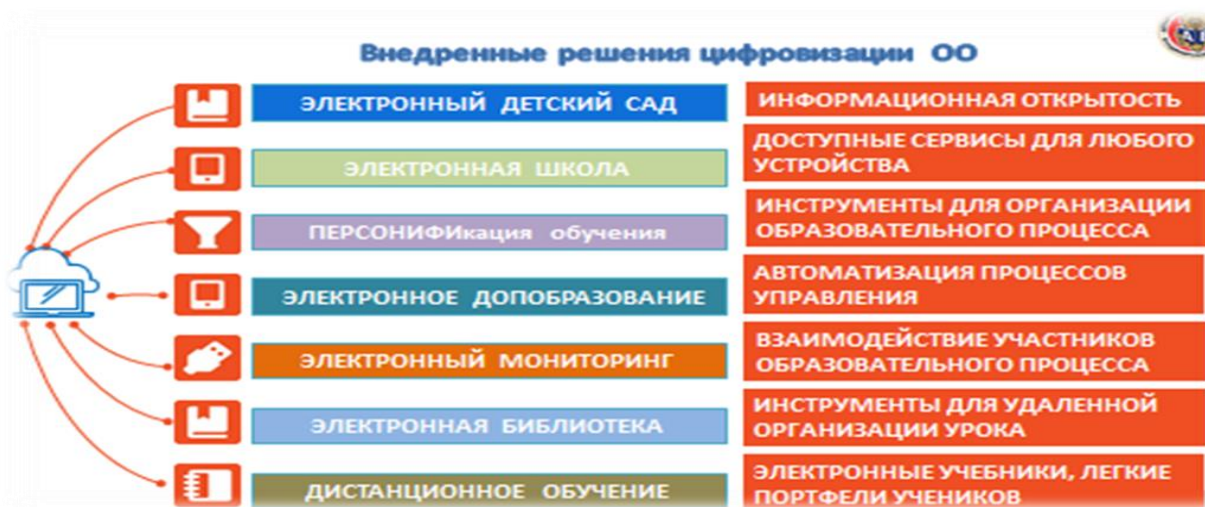 Внедренные решения цифровизации ОО
ЭЛЕКТРОННЫЙ ДЕТСКИЙ САД
ЭЛЕКТРОННАЯ ШКОЛА
ПЕРСОНИФИкация обучения
ЭЛЕКТРОННОЕ ДОПОБРАЗОВАНИЕ
ЭЛЕКТРОННЫЙ МОНИТОРИНГ
ЭЛЕКТРОННАЯ БИБЛИОТЕКА
ДИСТАНЦИОННОЕ ОБУЧЕНИЕ
ИНФОРМАЦИОННАЯ ОТКРЫТОСТЬ
ДОСТУПНЫЕ СЕРВИСЫ ДЛЯ ЛЮБОГО
УСТРОЙСТВА
ИНСТРУМЕНТЫ ДЛЯ ОРГАНИЗАЦИИ
ОБРАЗОВАТЕЛЬНОГО ПРОЦЕССА
АВТОМАТИЗАЦИЯ ПРОЦЕССОВ
УПРАВЛЕНИЯ
ВЗАИМОДЕЙСТВИЕ УЧАСТНИКОВ
ОБРАЗОВАТЕЛЬНОГО ПРОЦЕССА
ИНСТРУМЕНТЫ ДЛЯ УДАЛЕННОЙ
ОРГАНИЗАЦИИ УРОКА
ЭЛЕКТРОННЫЕ УЧЕБНИКИ, ЛЕГКИЕ
ПОРТФЕЛИ УЧЕНИКОВ